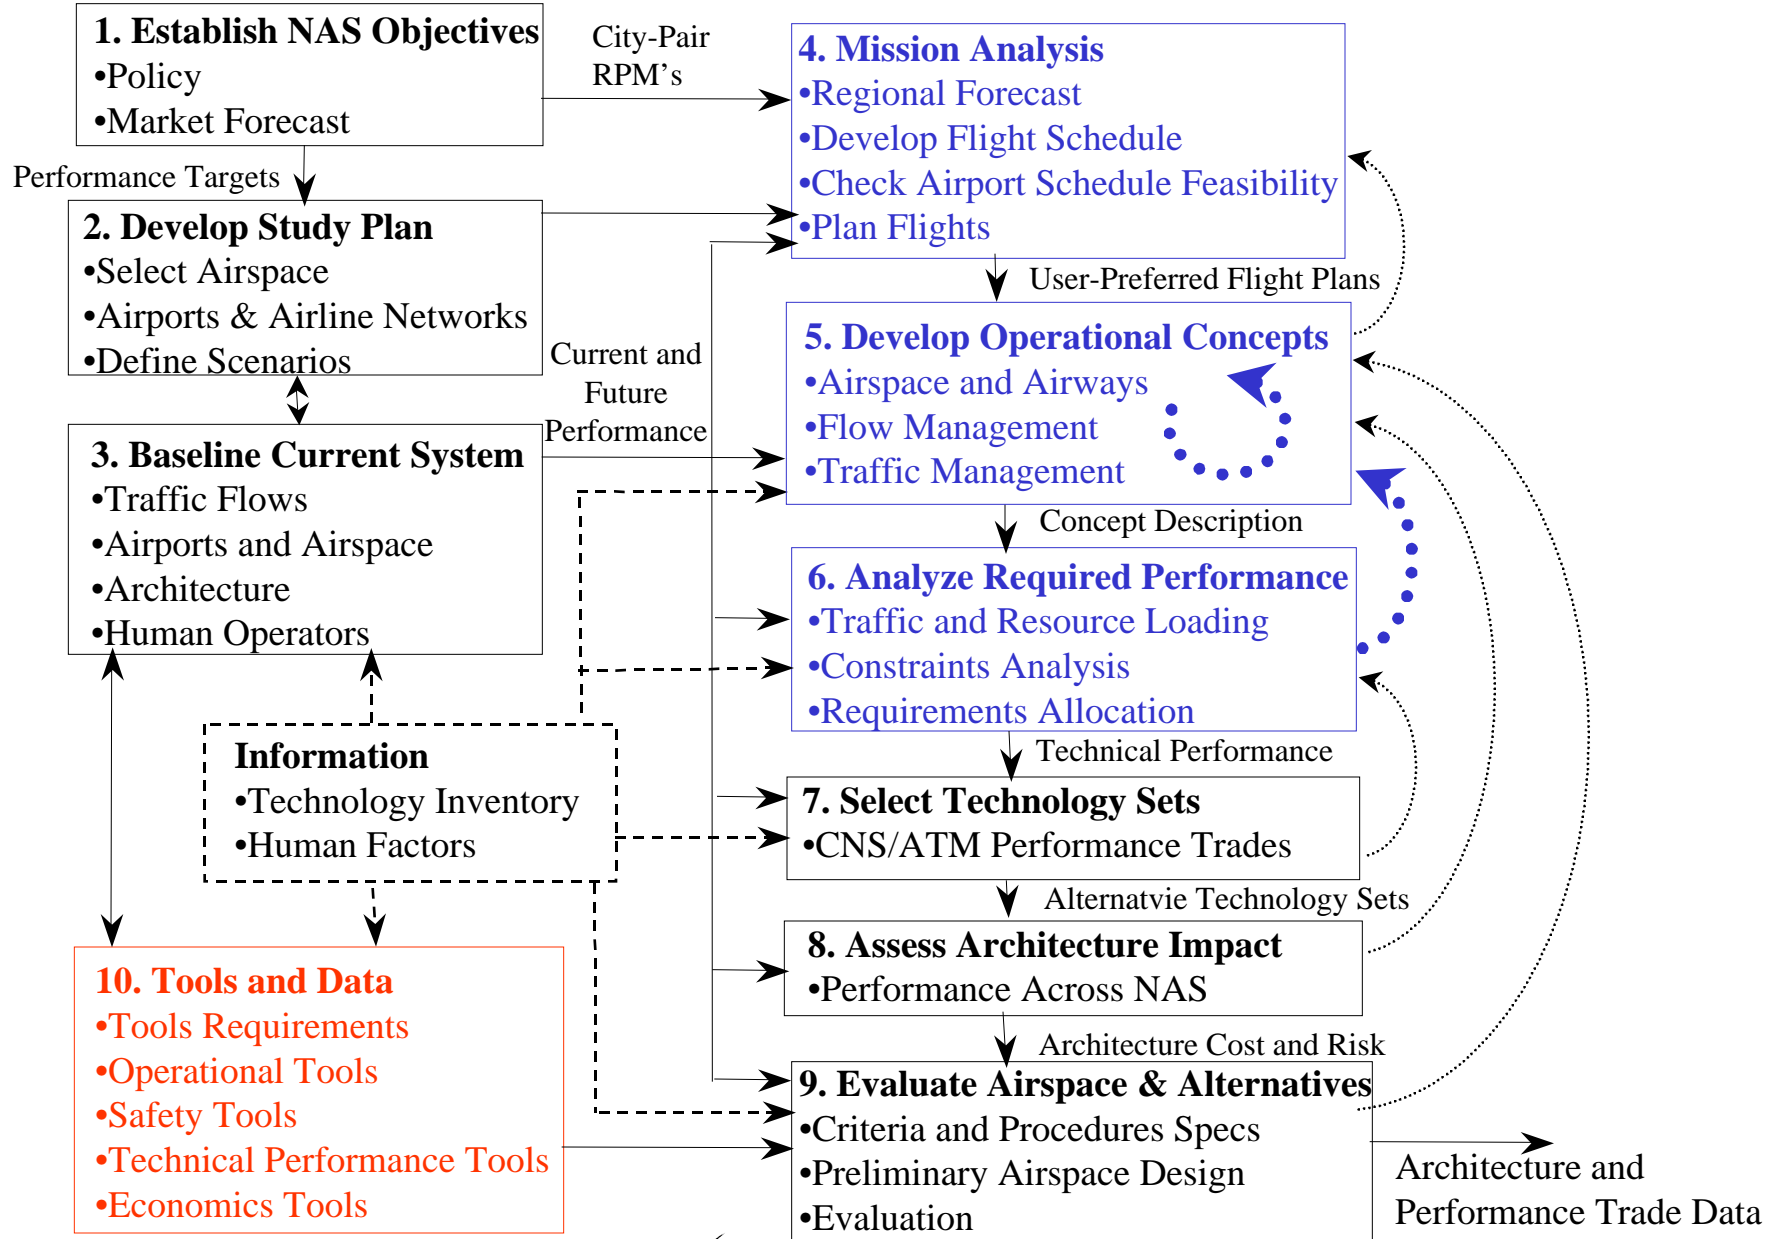 1. Establish NAS Objectives
•Policy
•Market Forecast
City-Pair
RPM's
Performance Targets
2. Develop Study Plan
•Select Airspace
•Airports & Airline Networks
•Define Scenarios
Current and
Future
Performance
3. Baseline Current System
•Traffic Flows
•Airports and Airspace
•Architecture
•Human Operators
Information
•Technology Inventory
•Human Factors
10. Tools and Data
•Tools Requirements
•Operational Tools
•Safety Tools
•Technical Performance Tools
•Economics Tools
4. Mission Analysis
•Regional Forecast
•Develop Flight Schedule
•Check Airport Schedule Feasibility
•Plan Flights
User-Preferred Flight Plans
5. Develop Operational Concepts
•Airspace and Airways
•Flow Management
•Traffic Management
Concept Description
6. Analyze Required Performance
•Traffic and Resource Loading
•Constraints Analysis
•Requirements Allocation
Technical Performance
7. Select Technology Sets
•CNS/ATM Performance Trades
Alternatvie Technology Sets
8. Assess Architecture Impact
•Performance Across NAS
Architecture Cost and Risk
9. Evaluate Airspace & Alternatives
•Criteria and Procedures Specs
•Preliminary Airspace Design
•Evaluation
Architecture and
Performance Trade Data